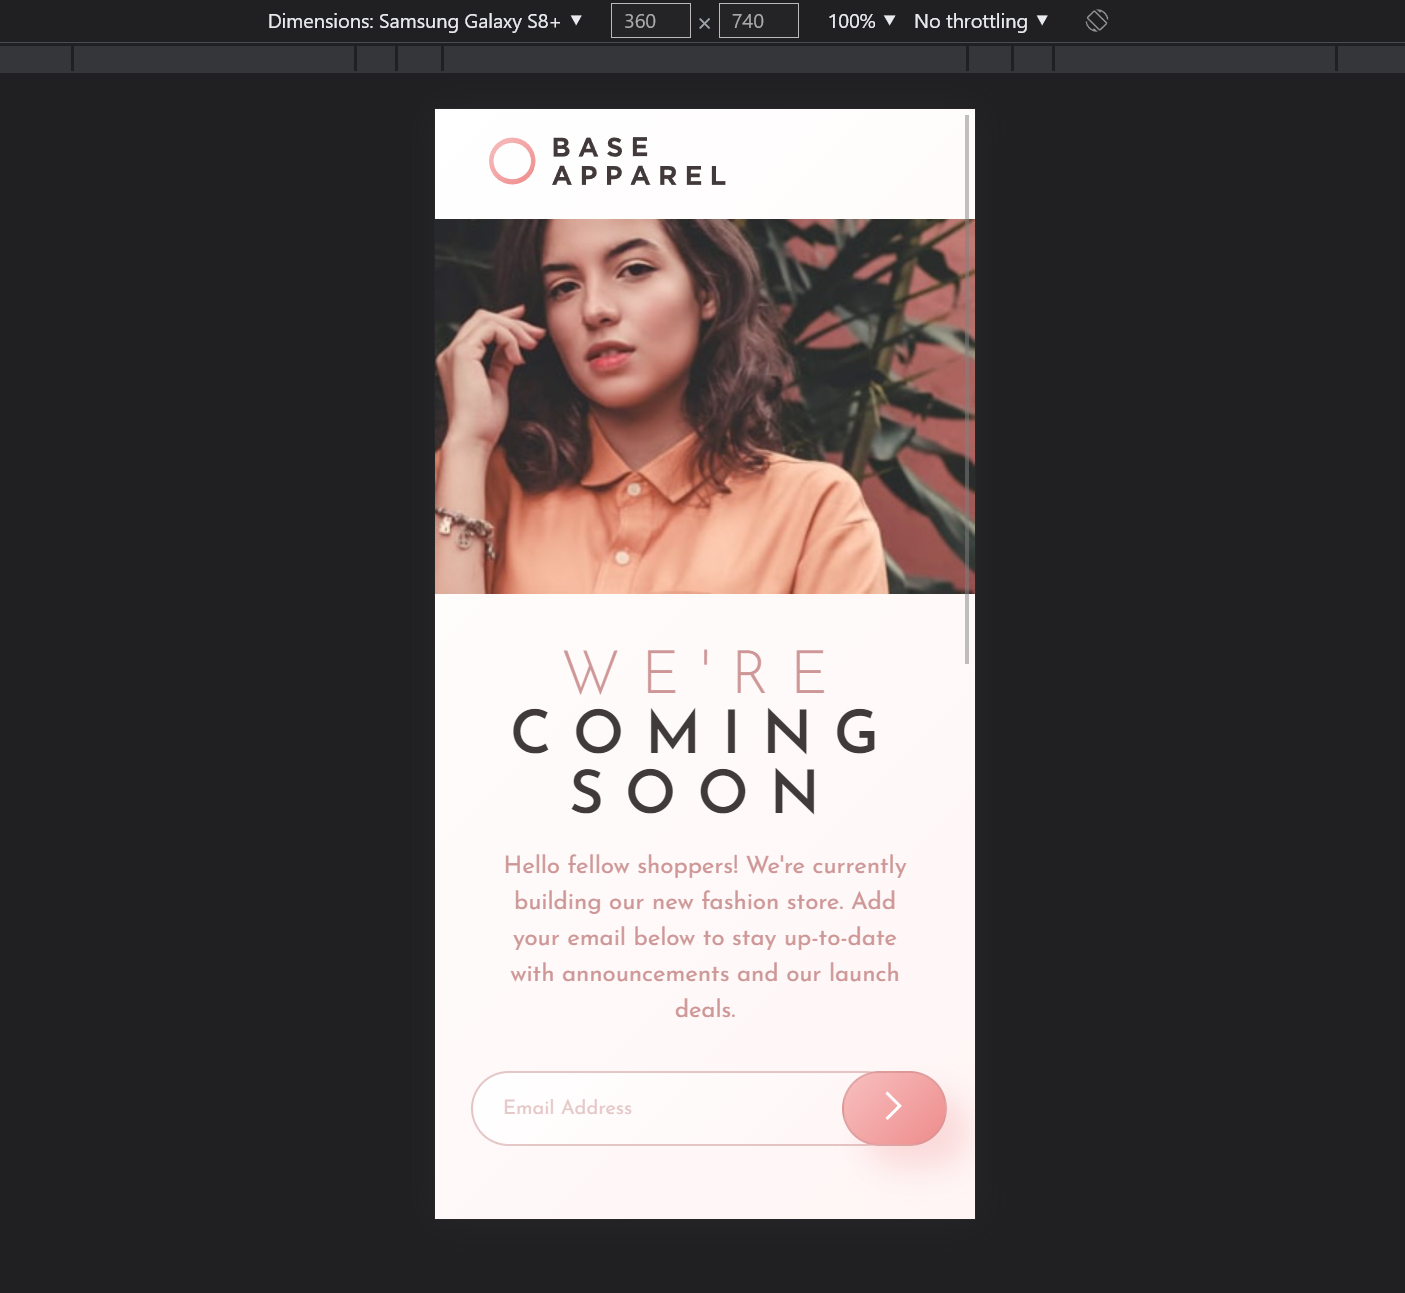 Dimensions: Samsung Galaxy S8+ ▼ 360 × 740 100% ▼ No throttling ▼
BASE
APPAREL
WE'RE
COMING
SOON
Hello fellow shoppers! We're currently
building our new fashion store. Add
your email below to stay up-to-date
with announcements and our launch
deals.
Email Address